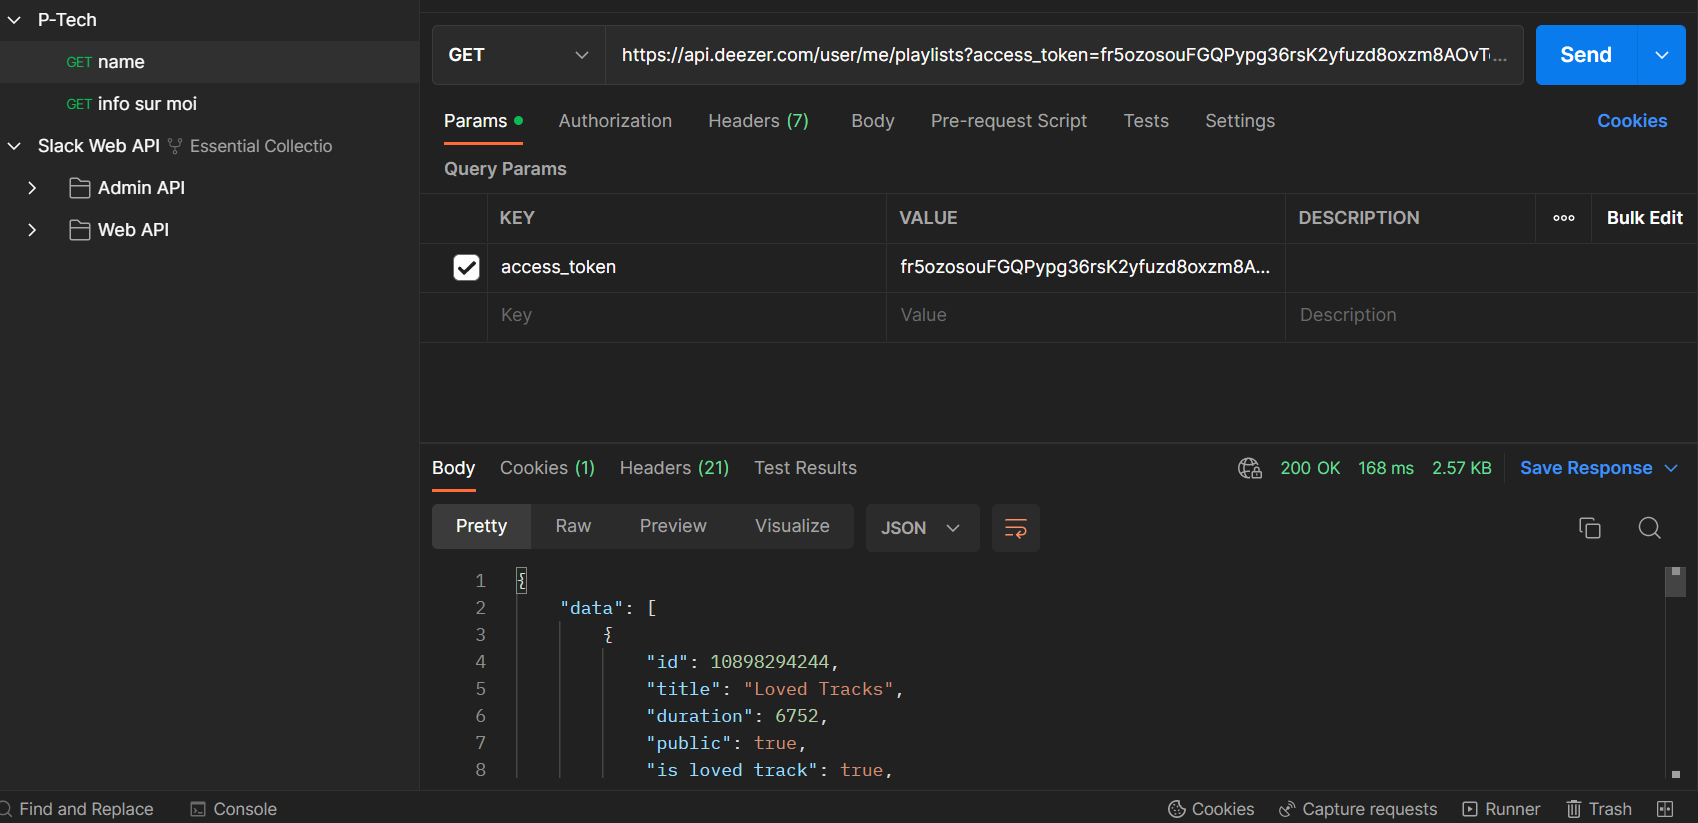 P-Tech
GET name
GET info sur moi
Slack Web API Essential Collectio
Admin API
Web API
GET https://api.deezer.com/user/me/playlists?access_token=fr5ozosouFGQPypg36rsK2yfuzd8oxzm8AOvT... Send
Params Authorization Headers (7) Body Pre-request Script Tests Settings Cookies
Query Params
KEY VALUE DESCRIPTION Bulk Edit
access_token fr5ozosouFGQPypg36rsK2yfuzd8oxzm8A...
Key Value Description
Body Cookies (1) Headers (21) Test Results 200 OK 168 ms 2.57 KB Save Response
Pretty Raw Preview Visualize JSON
1 {
2 "data": [
3 {
4 "id": 10898294244,
5 "title": "Loved Tracks",
6 "duration": 6752,
7 "public": true,
8 "is loved track": true,
Find and Replace Console Cookies Capture requests Runner Trash